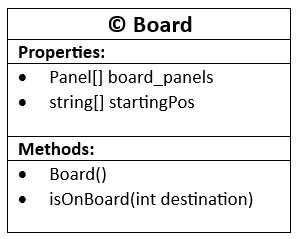 © Board
Properties:
• Panel[] board_panels
• string[] startingPos
Methods:
• Board()
• isOnBoard(int destination)